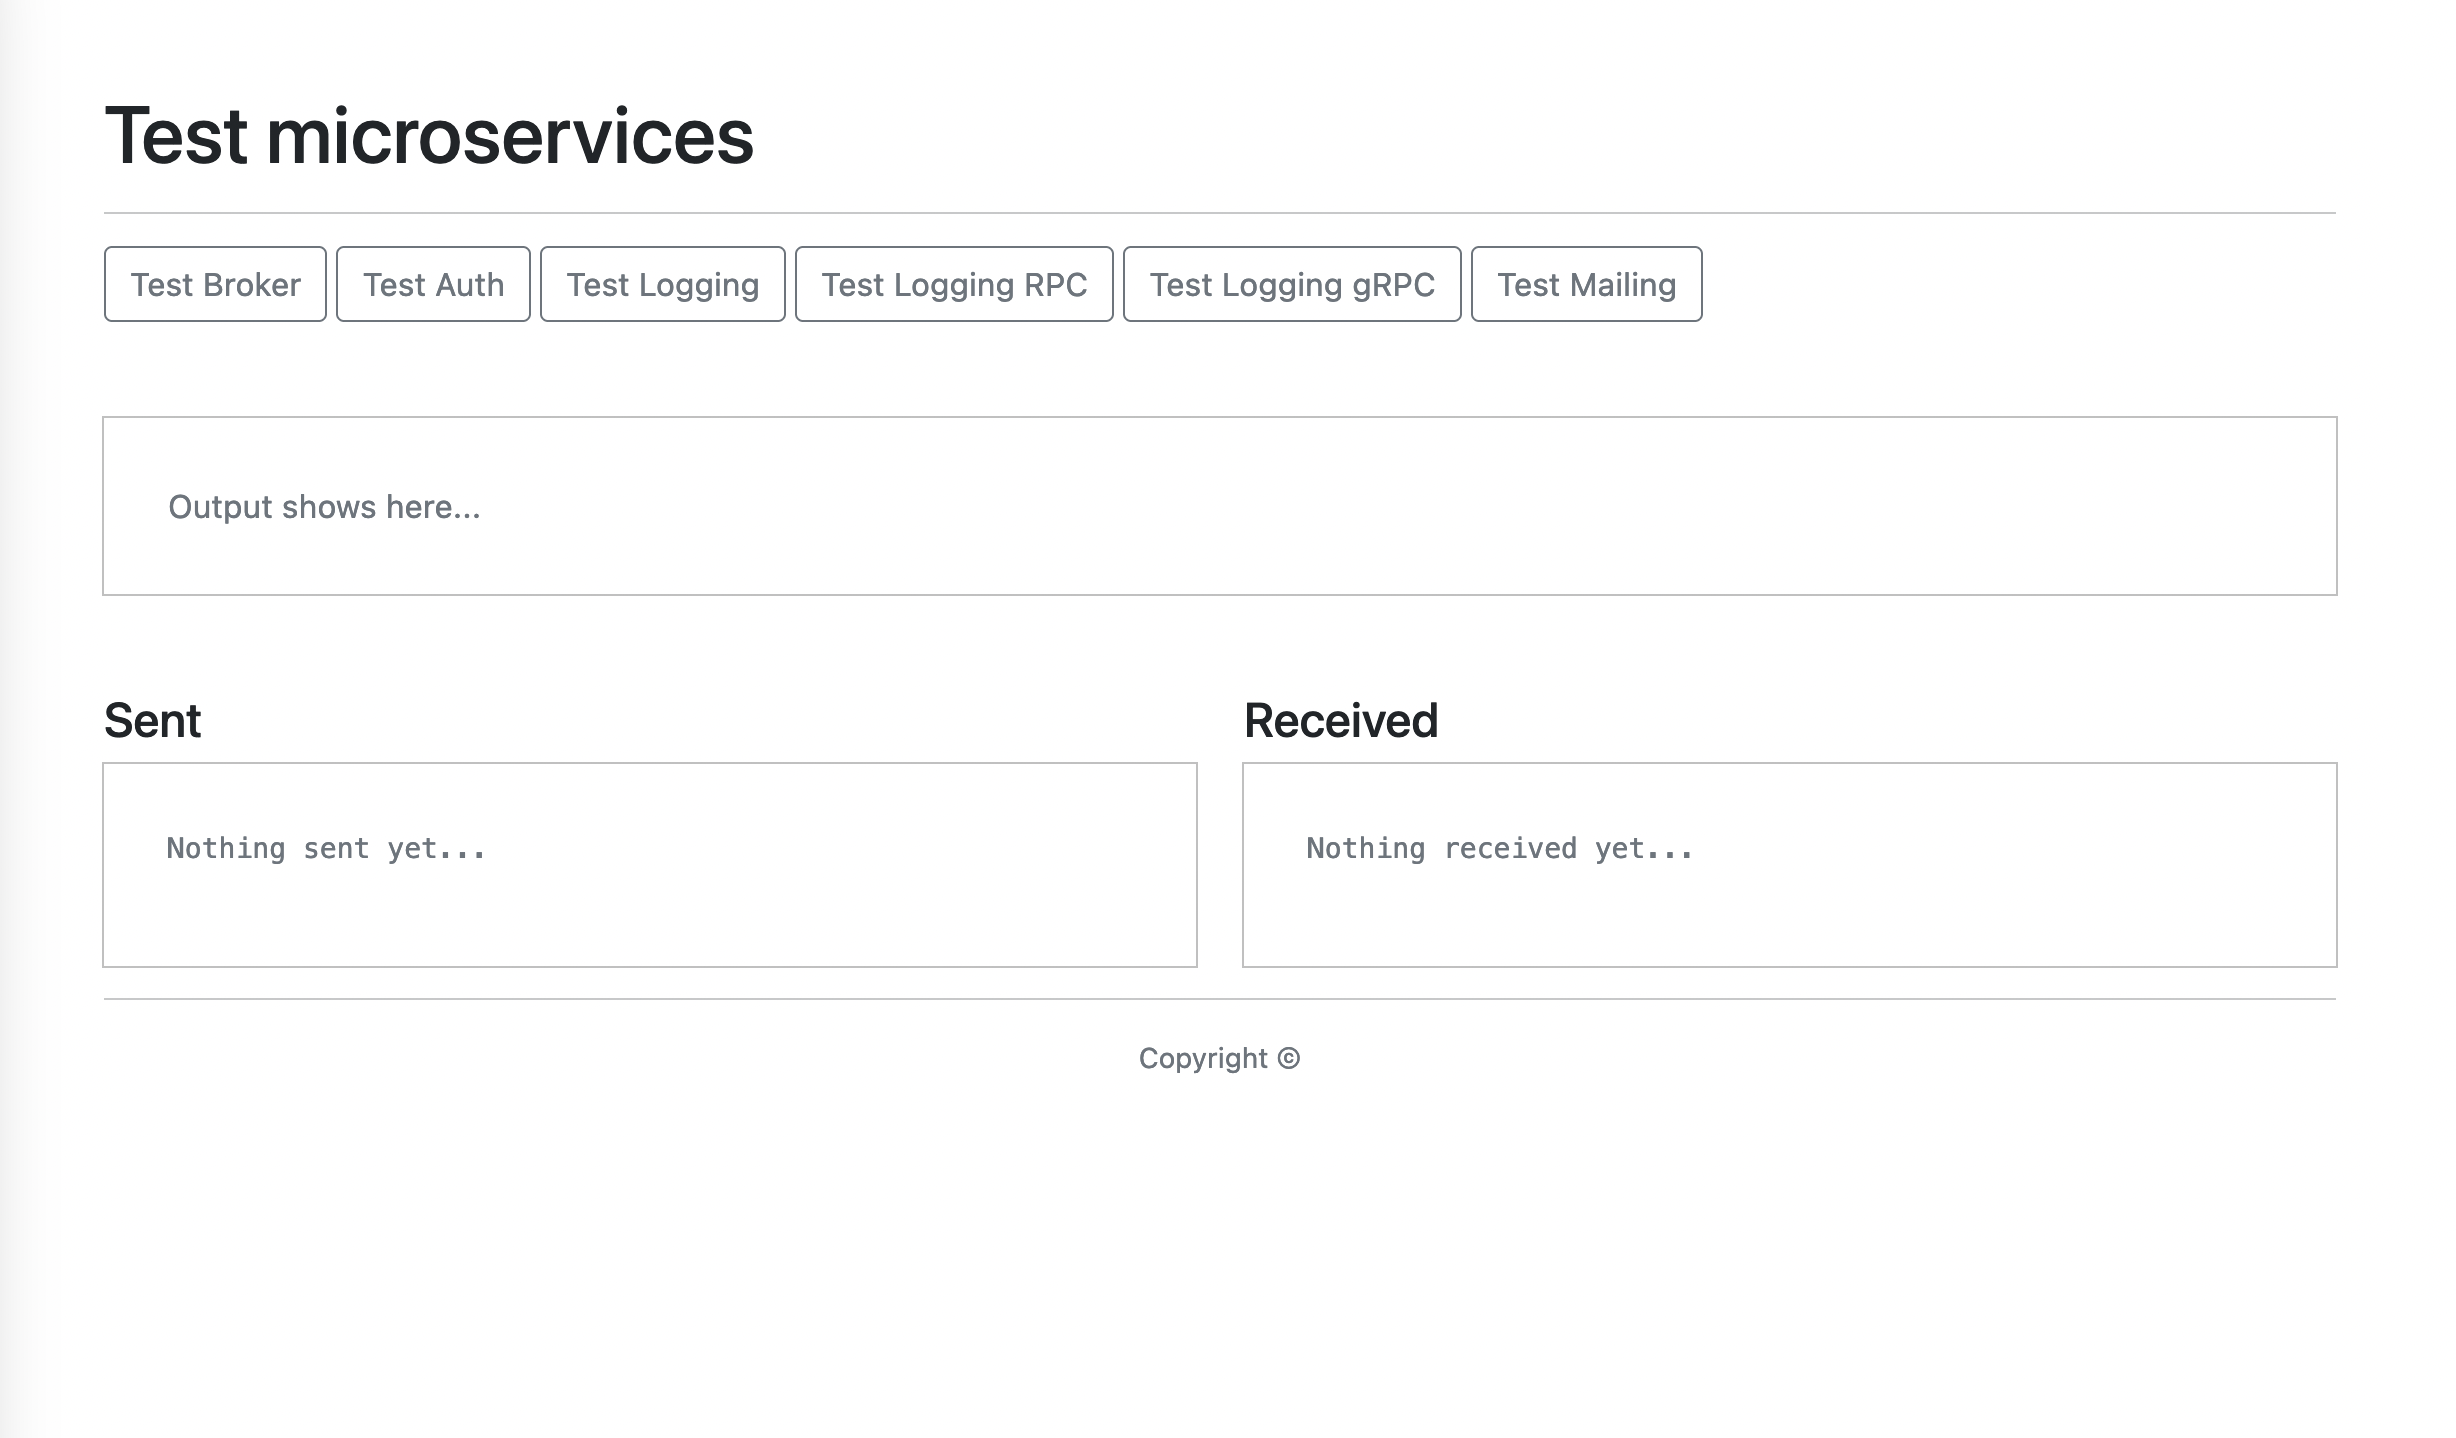 Test microservices
Test Broker Test Auth Test Logging Test Logging RPC Test Logging gRPC Test Mailing
Output shows here...
Sent
Nothing sent yet...
Received
Nothing received yet...
Copyright ©